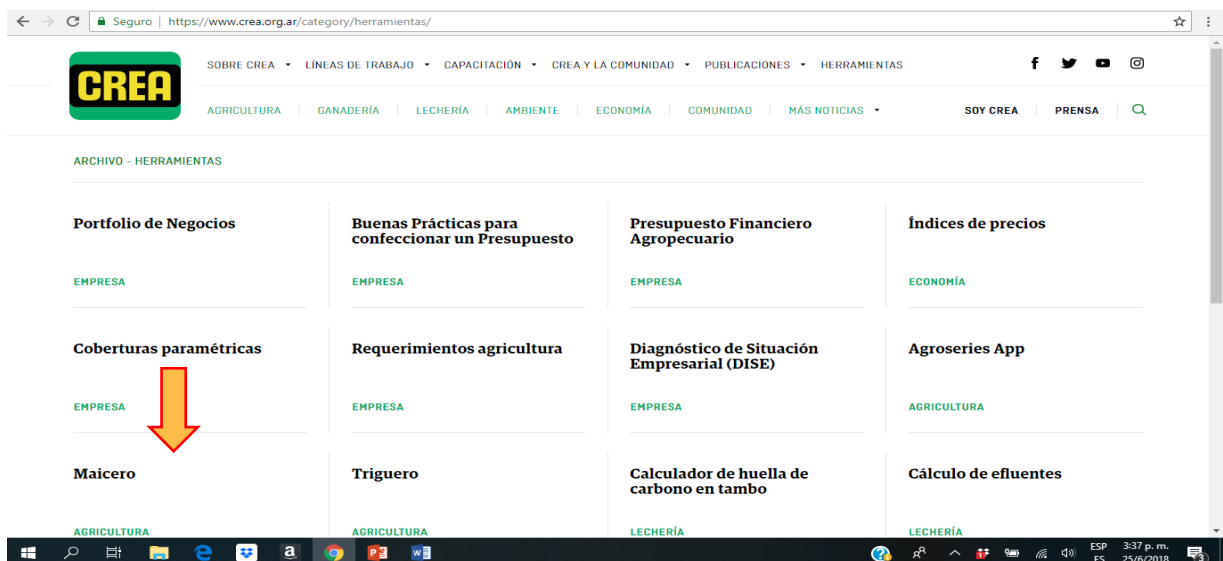 Seguro | https://www.crea.org.ar/category/herramientas/
CREA
SOBRE CREA LÍNEAS DE TRABAJO CAPACITACIÓN CREA Y LA COMUNIDAD PUBLICACIONES HERRAMIENTAS
AGRICULTURA GANADERÍA LECHERÍA AMBIENTE ECONOMÍA COMUNIDAD MÁS NOTICIAS SOY CREA PRENSA
ARCHIVO - HERRAMIENTAS
Portfolio de Negocios
EMPRESA
Buenas Prácticas para
confeccionar un Presupuesto
EMPRESA
Presupuesto Financiero
Agropecuario
EMPRESA
Índices de precios
ECONOMÍA
Coberturas paramétricas
EMPRESA
Requerimientos agricultura
EMPRESA
Diagnóstico de Situación
Empresarial (DISE)
EMPRESA
Agroseries App
AGRICULTURA
Maicero
AGRICULTURA
Triguero
AGRICULTURA
Calculador de huella de
carbono en tambo
LECHERÍA
Cálculo de efluentes
LECHERÍA
ESP 3:37 p. m.
ES 25/6/2018